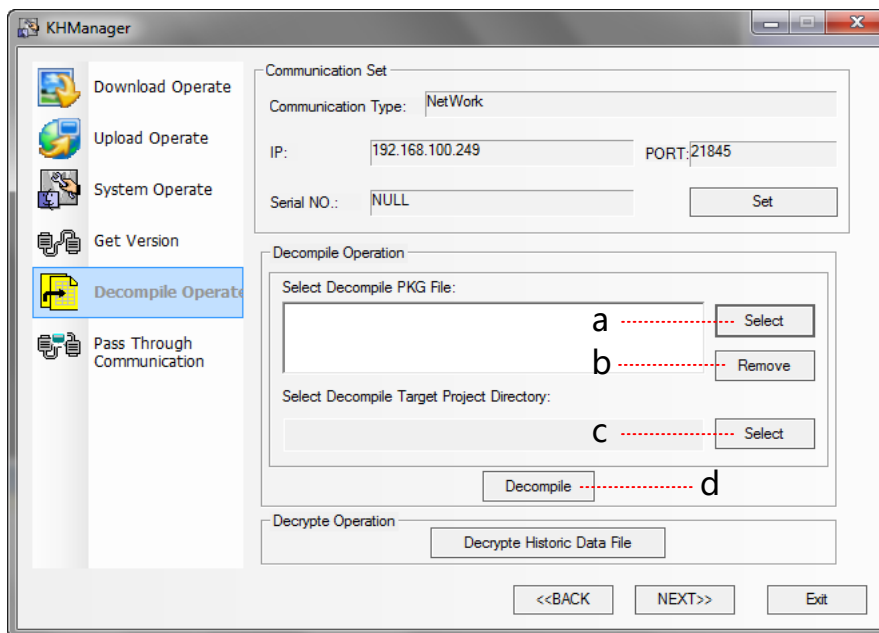 KHManager
Download Operate
Upload Operate
System Operate
Get Version
Decompile Operate
Pass Through
Communication
Communication Set
Communication Type: NetWork
IP: 192.168.100.249 PORT: 21845
Serial NO.: NULL Set
Decompile Operation
Select Decompile PKG File:
a Select
b Remove
Select Decompile Target Project Directory:
c Select
Decompile d
Decrypte Operation
Decrypte Historic Data File
<<BACK NEXT>> Exit